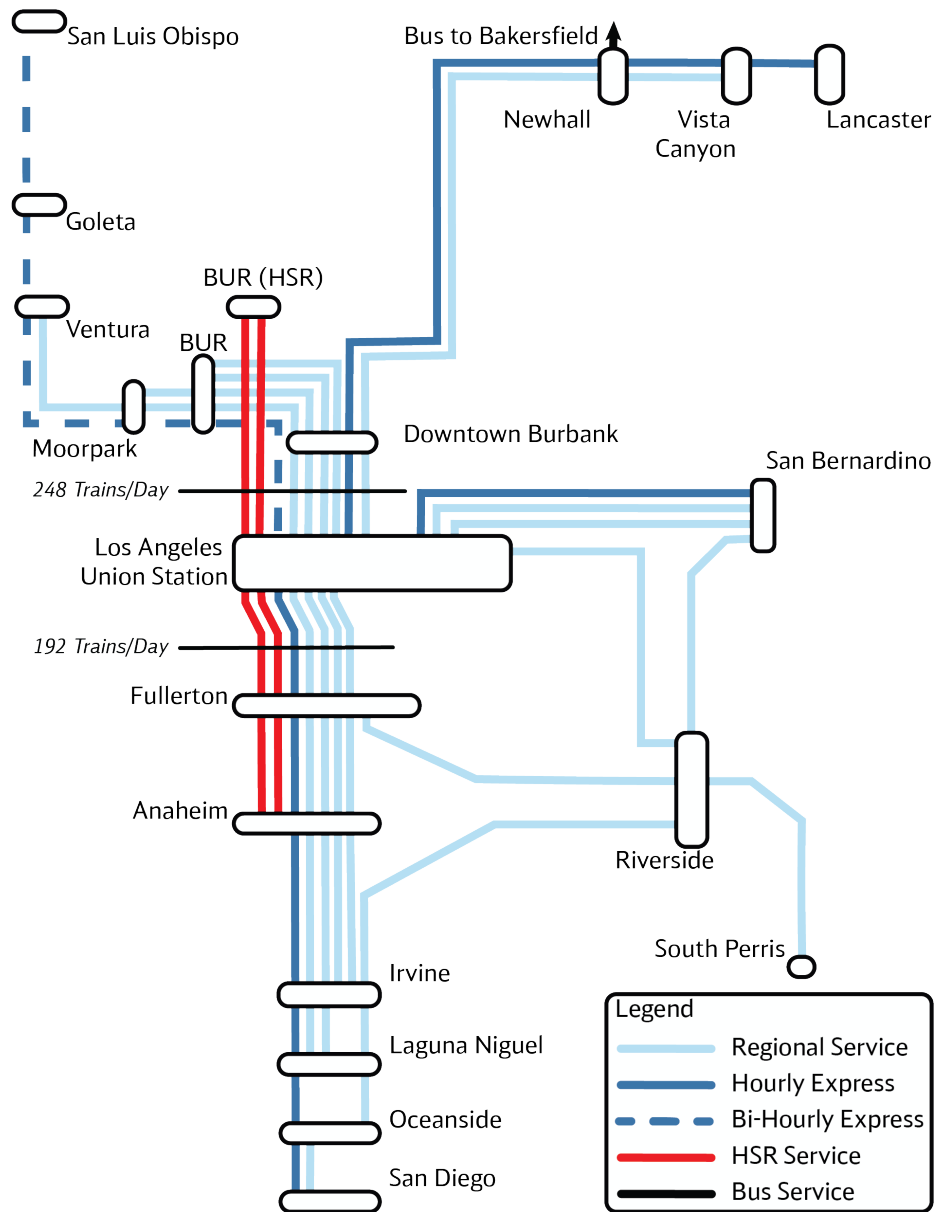 San Luis Obispo
Bus to Bakersfield
Newhall
Vista
Canyon
Lancaster
Goleta
BUR (HSR)
Ventura
BUR
Moorpark
Downtown Burbank
San Bernardino
248 Trains/Day
Los Angeles
Union Station
192 Trains/Day
Fullerton
Anaheim
Riverside
South Perris
Irvine
Laguna Niguel
Oceanside
San Diego
Legend
Regional Service
Hourly Express
Bi-Hourly Express
HSR Service
Bus Service